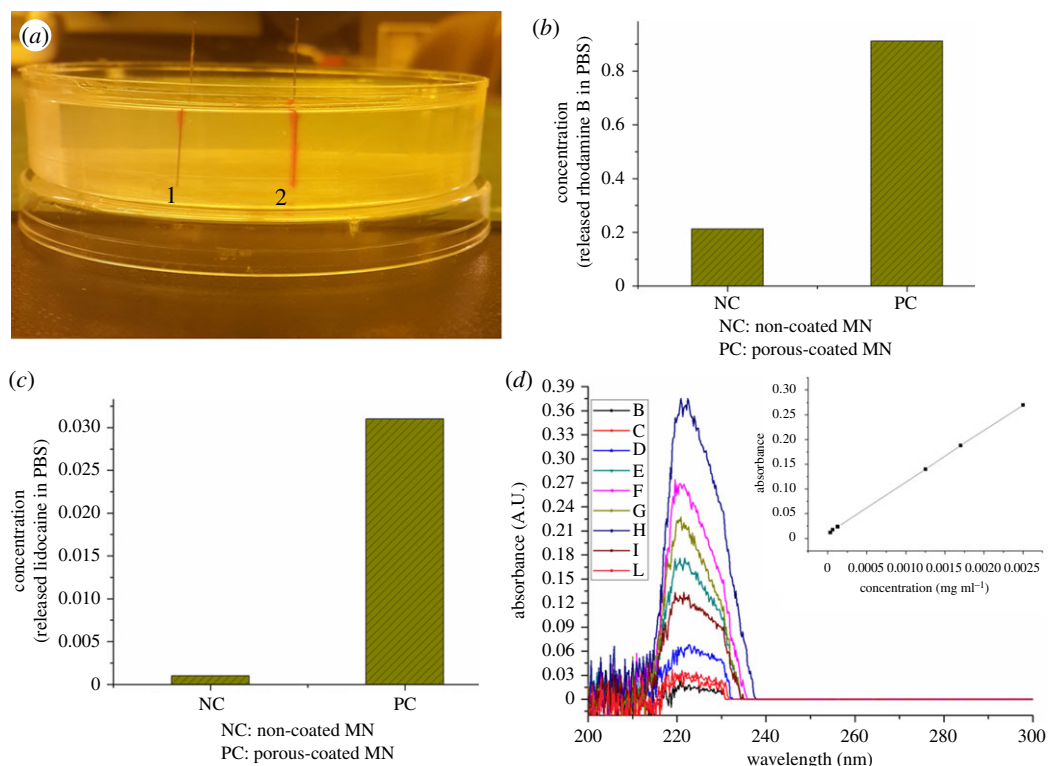 (a)
1
2
(b)
concentration
(released rhodamine B in PBS)
0.8
0.6
0.4
0.2
0
NC
PC
NC: non-coated MN
PC: porous-coated MN
(c)
concentration
(released lidocaine in PBS)
0.030
0.025
0.020
0.015
0.010
0.005
0
NC
PC
NC: non-coated MN
PC: porous-coated MN
(d)
absorbance (A.U.)
0.39
0.36
0.33
0.30
0.27
0.24
0.21
0.18
0.15
0.12
0.09
0.06
0.03
0
B
C
D
E
F
G
H
I
L
200
220
240
260
280
300
wavelength (nm)
absorbance
0.30
0.25
0.20
0.15
0.10
0.05
0
0
0.0005
0.0010
0.0015
0.0020
0.0025
concentration (mg ml⁻¹)